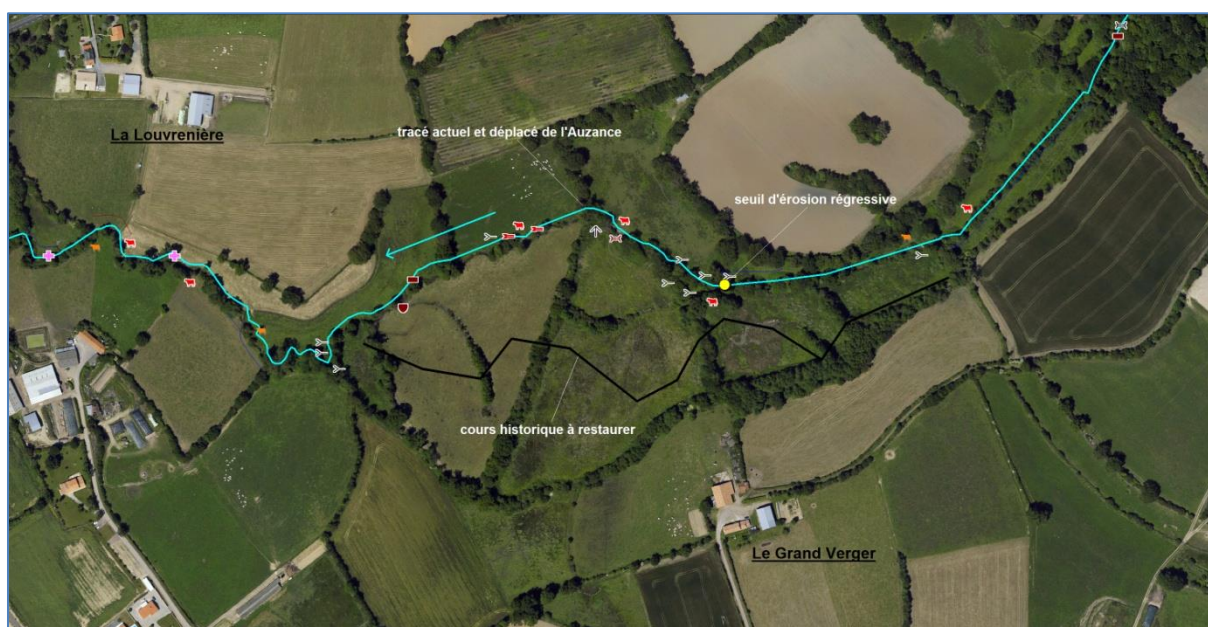 La Louvrenière
tracé actuel et déplacé de l'Auzance
seuil d'érosion régressive
cours historique à restaurer
Le Grand Verger